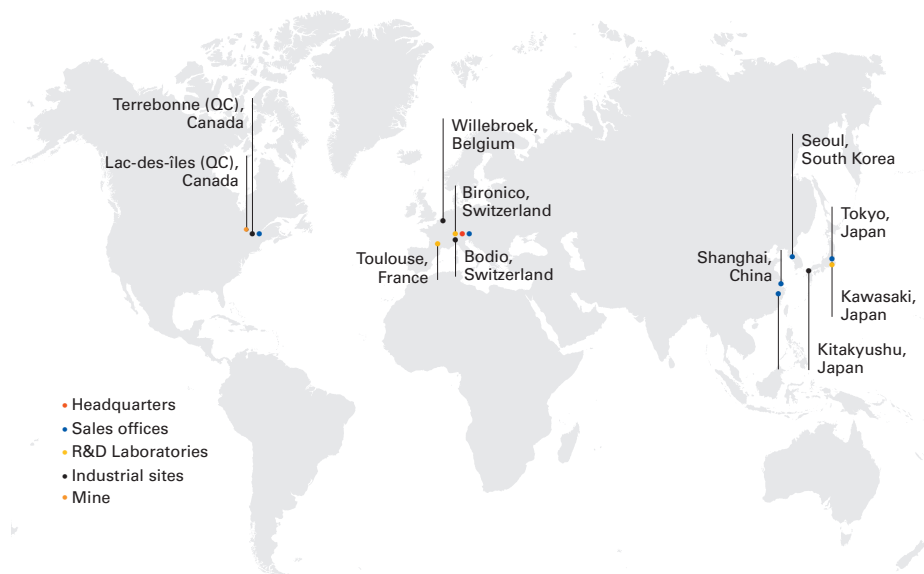 Terrebonne (QC),
Canada
Lac-des-îles (QC),
Canada
Willebroek,
Belgium
Bironico,
Switzerland
Toulouse,
France
Bodio,
Switzerland
Seoul,
South Korea
Tokyo,
Japan
Shanghai,
China
Kawasaki,
Japan
Kitakyushu,
Japan
Headquarters
Sales offices
R&D Laboratories
Industrial sites
Mine